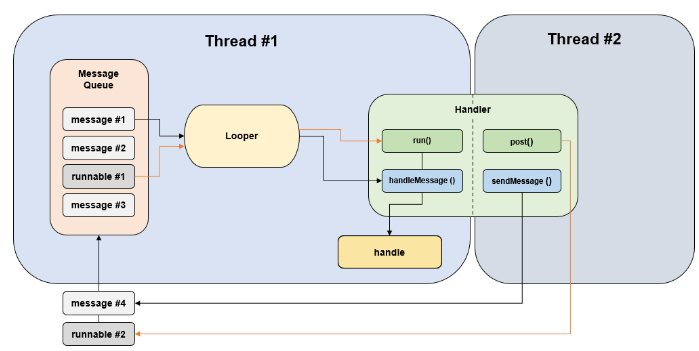 Thread #1
Thread #2
Message
Queue
message #1
message #2
runnable #1
message #3
Looper
Handler
run()
post()
handleMessage ()
sendMessage ()
handle
message #4
runnable #2